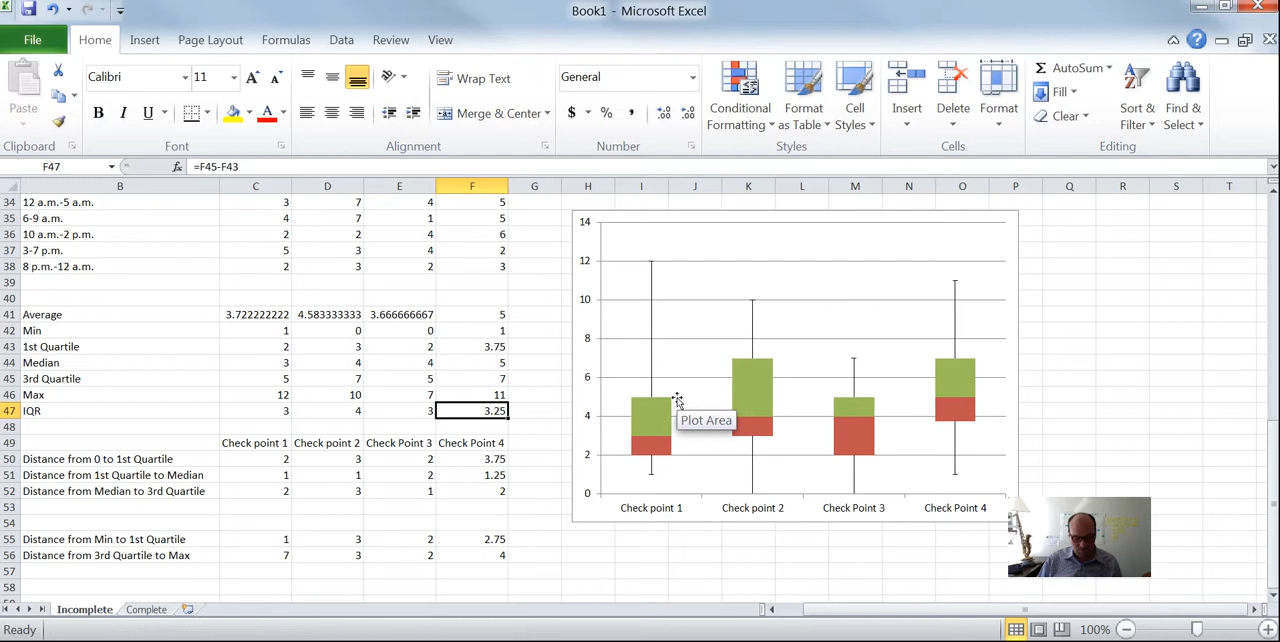 Book1 - Microsoft Excel
File Home Insert Page Layout Formulas Data Review View
Paste
Calibri 11
B I U
Wrap Text
Merge & Center
General
$ % ,
Conditional Formatting
Format as Table
Cell Styles
Insert
Delete
Format
AutoSum
Fill
Clear
Sort & Filter
Find & Select
Clipboard Font Alignment Number Styles Cells Editing
F47 fx =F45-F43
B C D E F G H I J K L M N O P Q R S T
34 12 a.m.-5 a.m. 3 7 4 5
35 6-9 a.m. 4 7 1 5
36 10 a.m.-2 p.m. 2 2 4 6
37 3-7 p.m. 5 3 4 2
38 8 p.m.-12 a.m. 2 3 2 3
39
40
41 Average 3.722222222 4.583333333 3.666666667 5
42 Min 1 0 0 1
43 1st Quartile 2 3 2 3.75
44 Median 3 4 4 5
45 3rd Quartile 5 7 5 7
46 Max 12 10 7 11
47 IQR 3 4 3 3.25
48
49 Check point 1 Check point 2 Check Point 3 Check Point 4
50 Distance from 0 to 1st Quartile 2 3 2 3.75
51 Distance from 1st Quartile to Median 1 1 2 1.25
52 Distance from Median to 3rd Quartile 2 3 1 2
53
54
55 Distance from Min to 1st Quartile 1 3 2 2.75
56 Distance from 3rd Quartile to Max 7 3 2 4
57
58
14
12
10
8
6
4
2
0
Plot Area
Check point 1 Check point 2 Check Point 3 Check Point 4
Incomplete Complete
Ready 100%